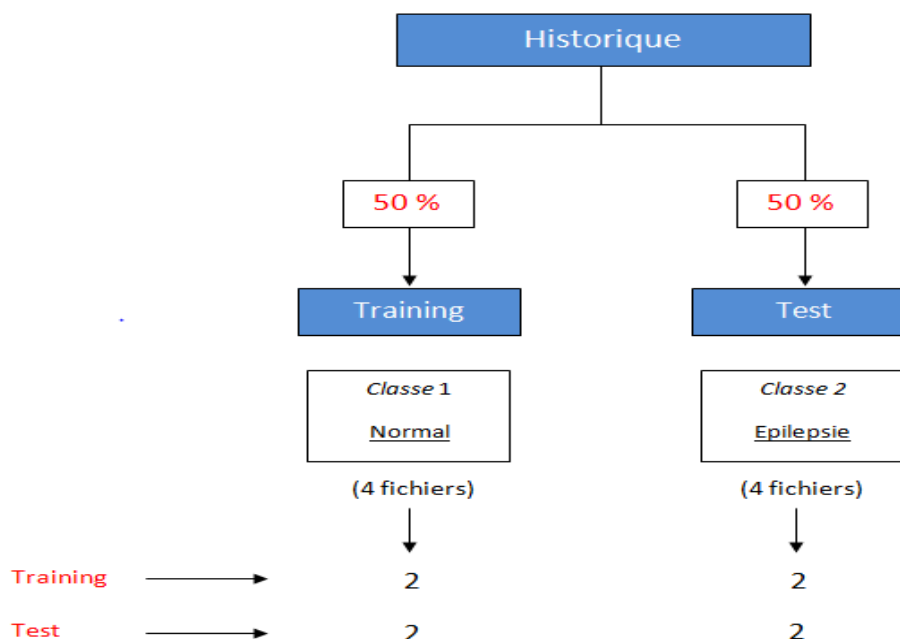 Historique
50 %
50 %
Training
Test
Classe 1
Normal
Classe 2
Epilepsie
(4 fichiers)
(4 fichiers)
Training
2
2
Test
2
2